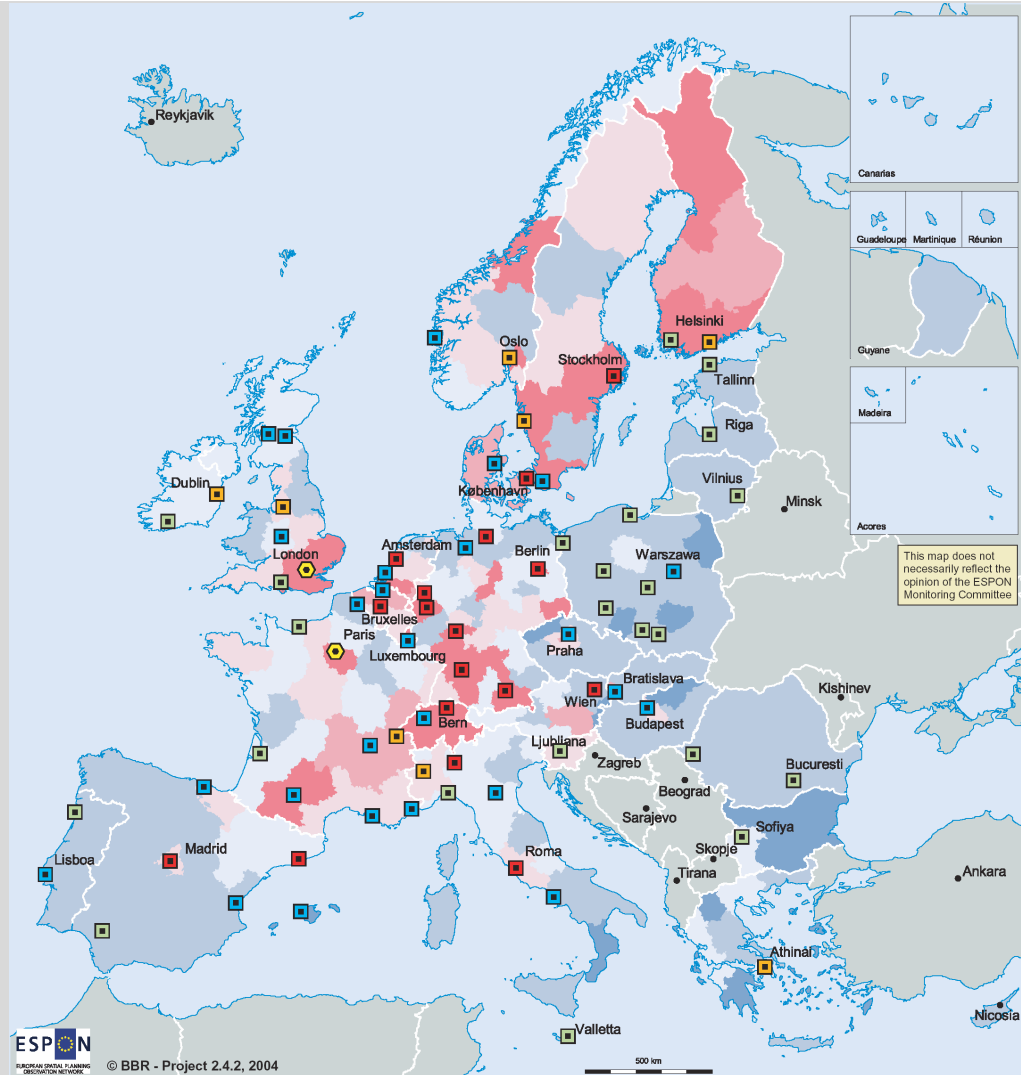 Reykjavik
Canarias
Guadeloupe
Martinique
Réunion
Guyane
Madeira
Acores
Helsinki
Oslo
Stockholm
Tallinn
Riga
Dublin
København
Vilnius
Minsk
London
Amsterdam
Berlin
Warszawa
This map does not
necessarily reflect the
opinion of the ESPON
Monitoring Committee
Bruxelles
Paris
Luxembourg
Praha
Bratislava
Wien
Kishinev
Bern
Budapest
Ljubliana
Zagreb
Bucuresti
Beograd
Sarajevo
Sofiya
Madrid
Roma
Skopje
Lisboa
Tirana
Ankara
Athinai
Nicosia
Valletta
ESPON
EUROPEAN SPATIAL PLANNING
OBSERVATION NETWORK
© BBR - Project 2.4.2, 2004
500 km